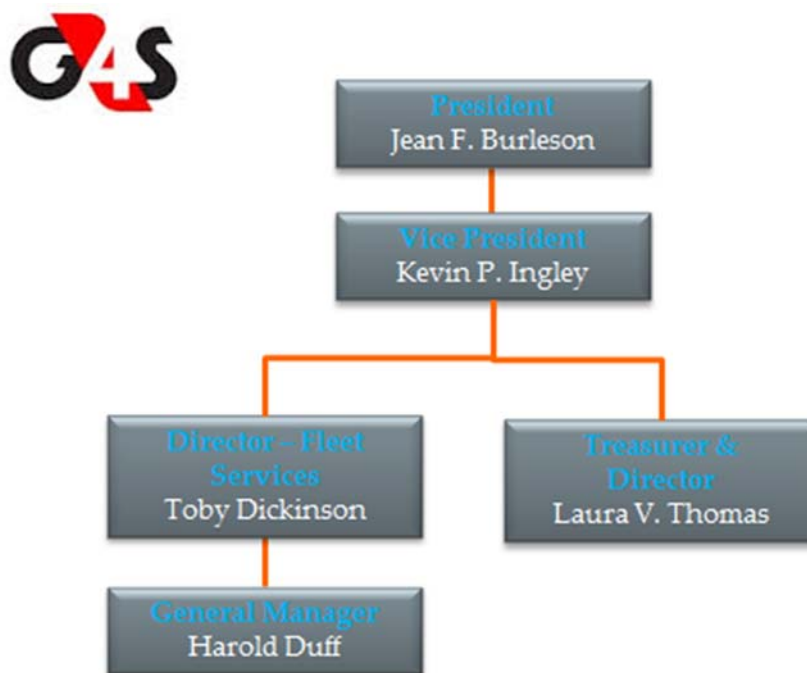 G4S
President
Jean F. Burleson
Vice President
Kevin P. Ingley
Director – Fleet
Services
Toby Dickinson
Treasurer &
Director
Laura V. Thomas
General Manager
Harold Duff